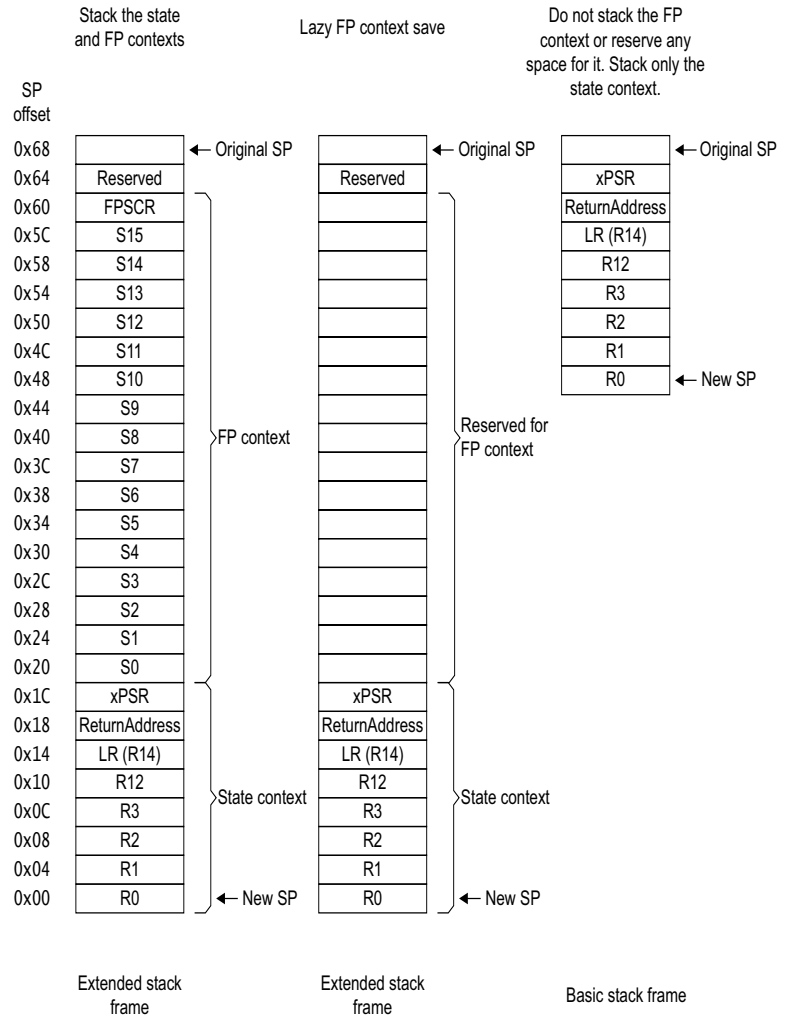 Stack the state
and FP contexts
Lazy FP context save
Do not stack the FP
context or reserve any
space for it. Stack only the
state context.
SP
offset
0x68 ← Original SP ← Original SP ← Original SP
0x64 Reserved Reserved xPSR
0x60 FPSCR ReturnAddress
0x5C S15 LR (R14)
0x58 S14 R12
0x54 S13 R3
0x50 S12 R2
0x4C S11 R1
0x48 S10 R0 ← New SP
0x44 S9
0x40 S8 FP context Reserved for
FP context
0x3C S7
0x38 S6
0x34 S5
0x30 S4
0x2C S3
0x28 S2
0x24 S1
0x20 S0
0x1C xPSR xPSR
0x18 ReturnAddress ReturnAddress
0x14 LR (R14) LR (R14)
0x10 R12 R12
0x0C R3 State context R3 State context
0x08 R2 R2
0x04 R1 R1
0x00 R0 ← New SP R0 ← New SP
Extended stack
frame
Extended stack
frame
Basic stack frame